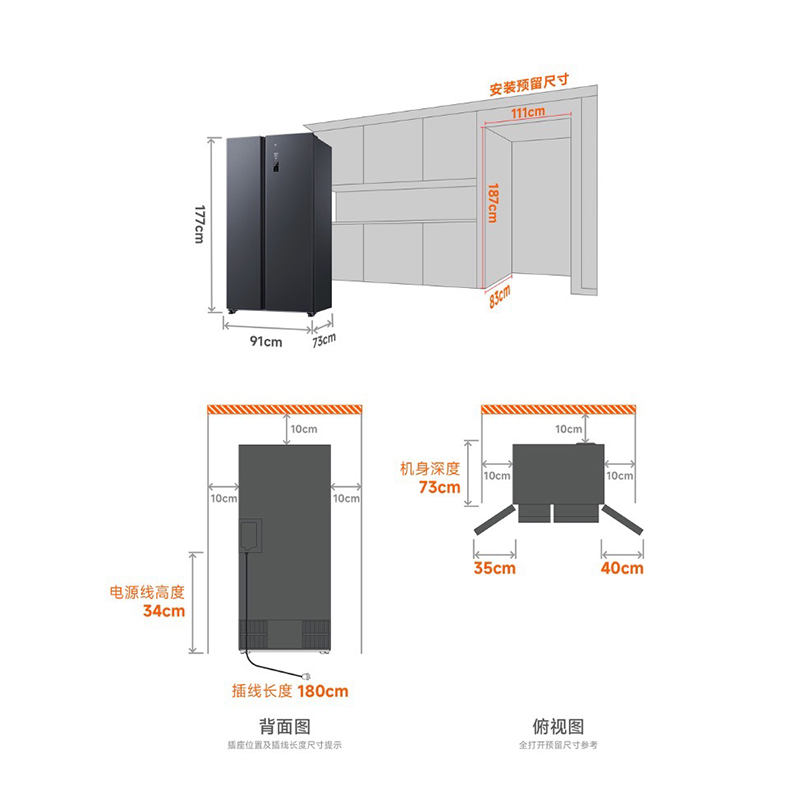 安装预留尺寸
111cm
187cm
83cm
177cm
91cm
73cm
10cm
10cm
10cm
电源线高度
34cm
插线长度 180cm
背面图
插座位置及插线长度尺寸提示
10cm
机身深度
73cm
10cm
10cm
35cm
40cm
俯视图
全打开预留尺寸参考